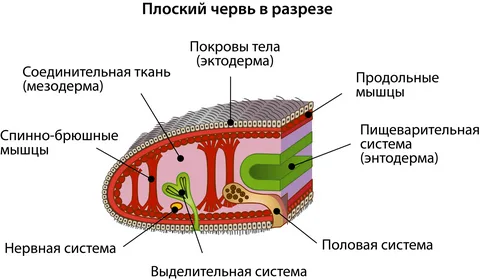 Плоский червь в разрезе
Покровы тела
(эктодерма)
Соединительная ткань
(мезодерма)
Продольные
мышцы
Спинно-брюшные
мышцы
Пищеварительная
система
(энтодерма)
Нервная система
Половая система
Выделительная система